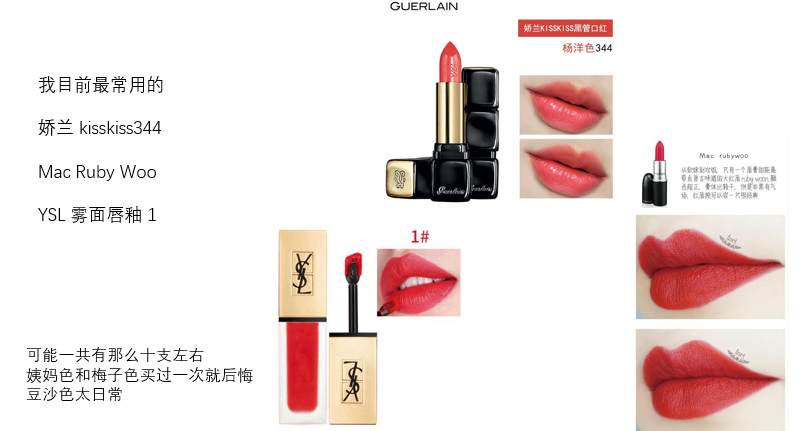 GUERLAIN
娇兰KISSKISS黑管口红
杨洋色344
我目前最常用的
娇兰 kisskiss344
Mac Ruby Woo
YSL 雾面唇釉 1
Mac rubywoo
1#
YSL
YSL
Guerlain
可能一共有那么十支左右
姨妈色和梅子色买过一次就后悔
豆沙色太日常